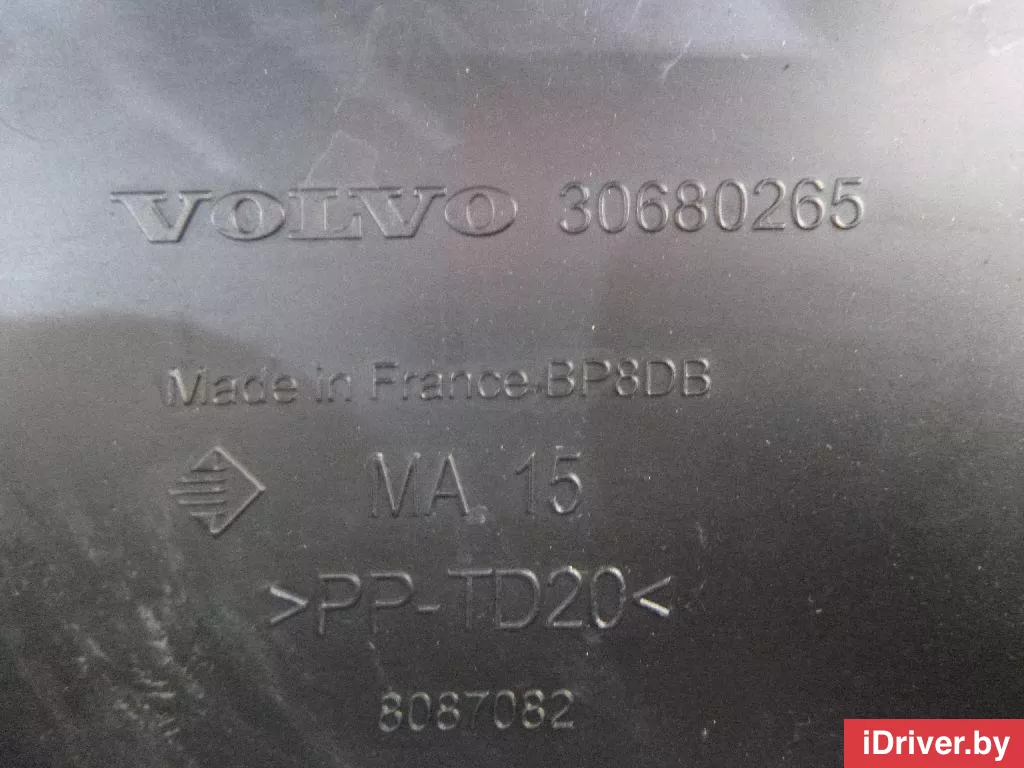 VOLVO 30680265
Made in France BP8DB
MA. 15
>PP-TD20<
8087082
iDriver.by